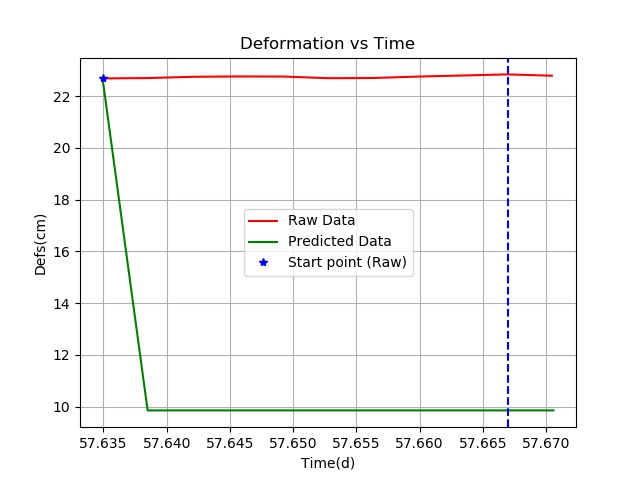 Deformation vs Time
Defs(cm)
22
20
18
16
14
12
10
Raw Data
Predicted Data
Start point (Raw)
57.635 57.640 57.645 57.650 57.655 57.660 57.665 57.670
Time(d)